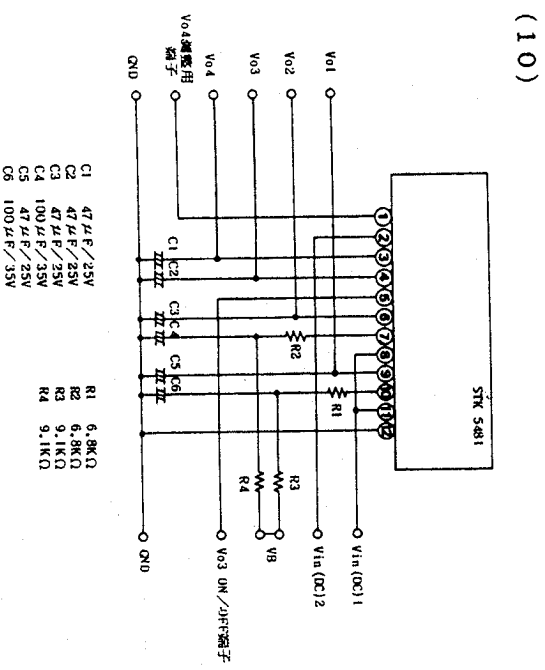 (10)
STK 5481
① ② ③ ④ ⑤ ⑥ ⑦ ⑧ ⑨ ⑩ ⑪ ⑫
Vo1
Vo2
Vo3
Vo4
Vo4調整用
端子
GND
C1
C2
C3
C4
C5
C6
R2
R1
R3
R4
Vin(DC)1
Vin(DC)2
VB
Vo3 ON/OFF端子
GND
C1 47μF/25V
C2 47μF/25V
C3 47μF/25V
C4 100μF/35V
C5 47μF/25V
C6 100μF/35V
R1 6.8KΩ
R2 6.8KΩ
R3 9.1KΩ
R4 9.1KΩ